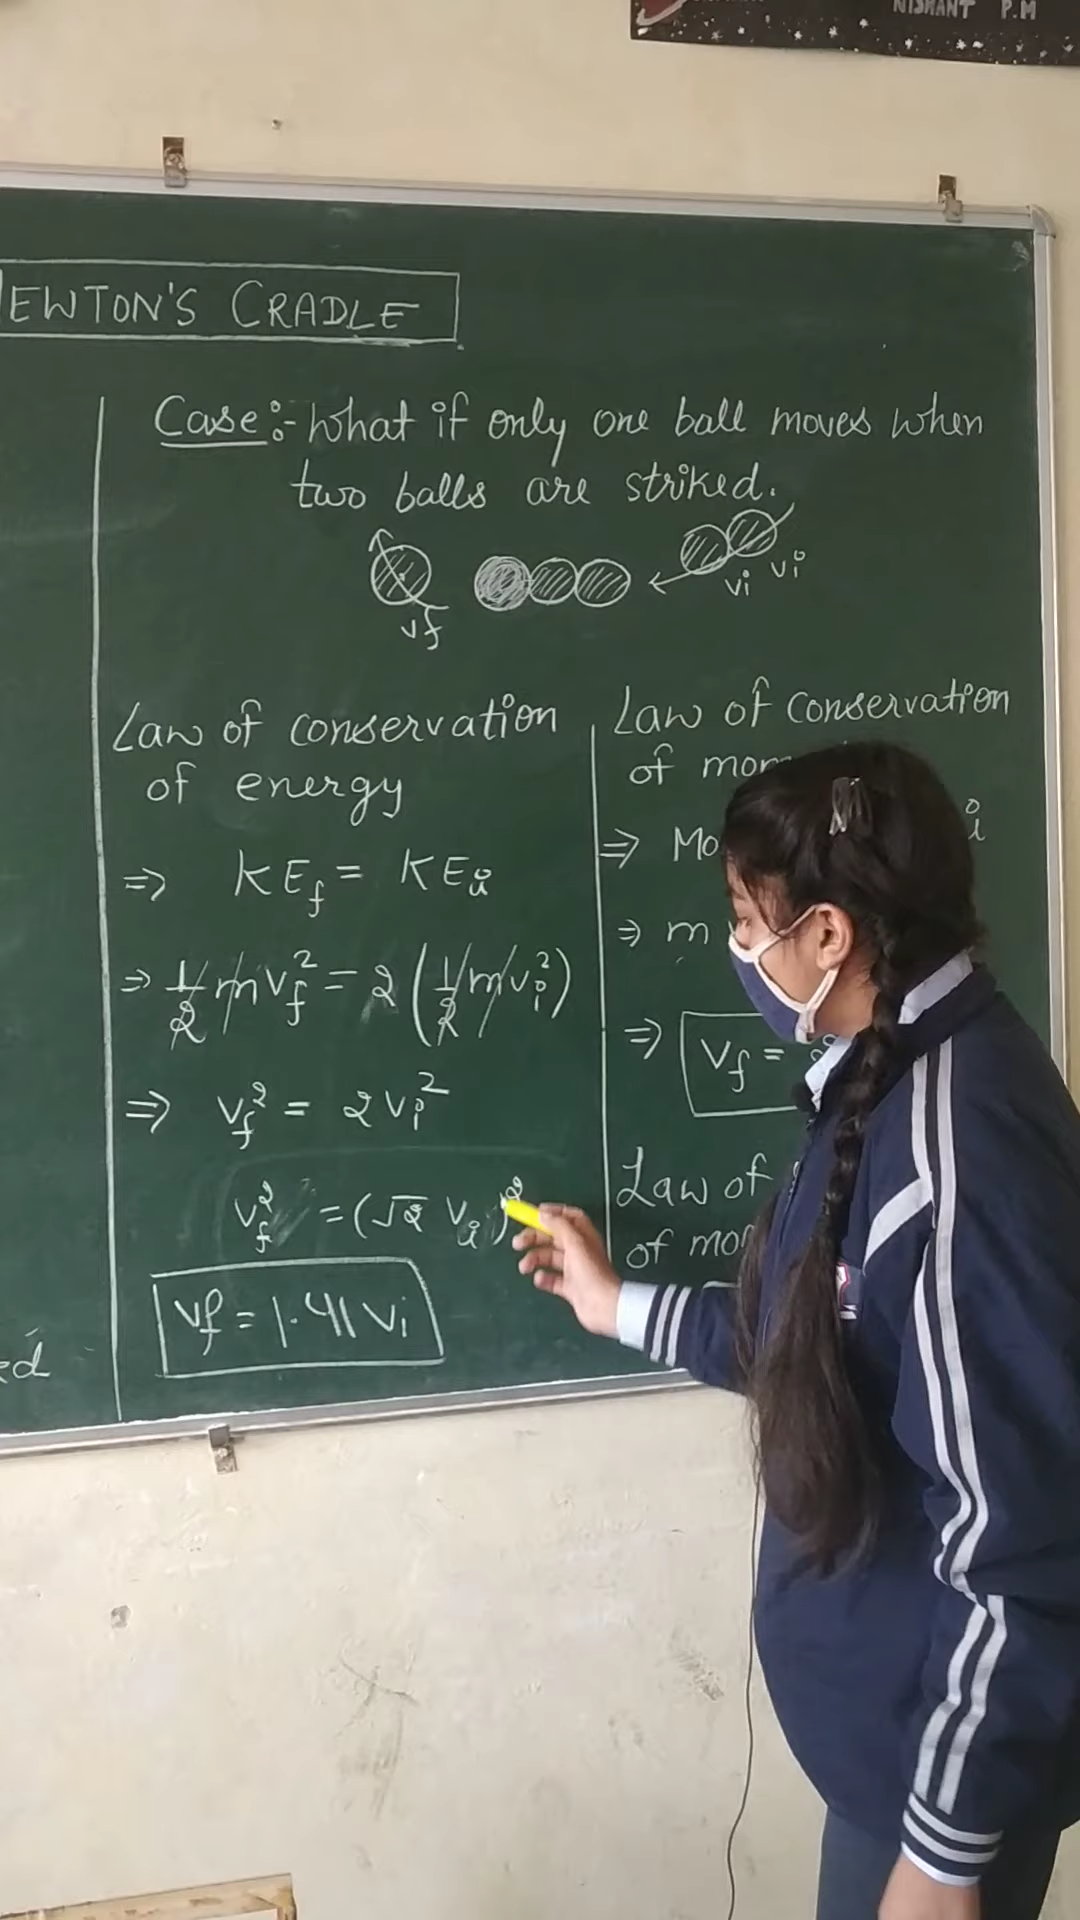 NISHANT P.M
EWTON'S CRADLE
Case:- What if only one ball moves when
two balls are striked.
vf
vi vi
Law of conservation
of energy
=> KEf = KEi
=> 1/2 m vf² = 2 (1/2 m vi²)
=> vf² = 2vi²
vf² = (√2 vi)²
vf = 1.41 vi
ed
Law of conservation
of mom
=> Mo i
=> m
=> vf =
Law of
of mom